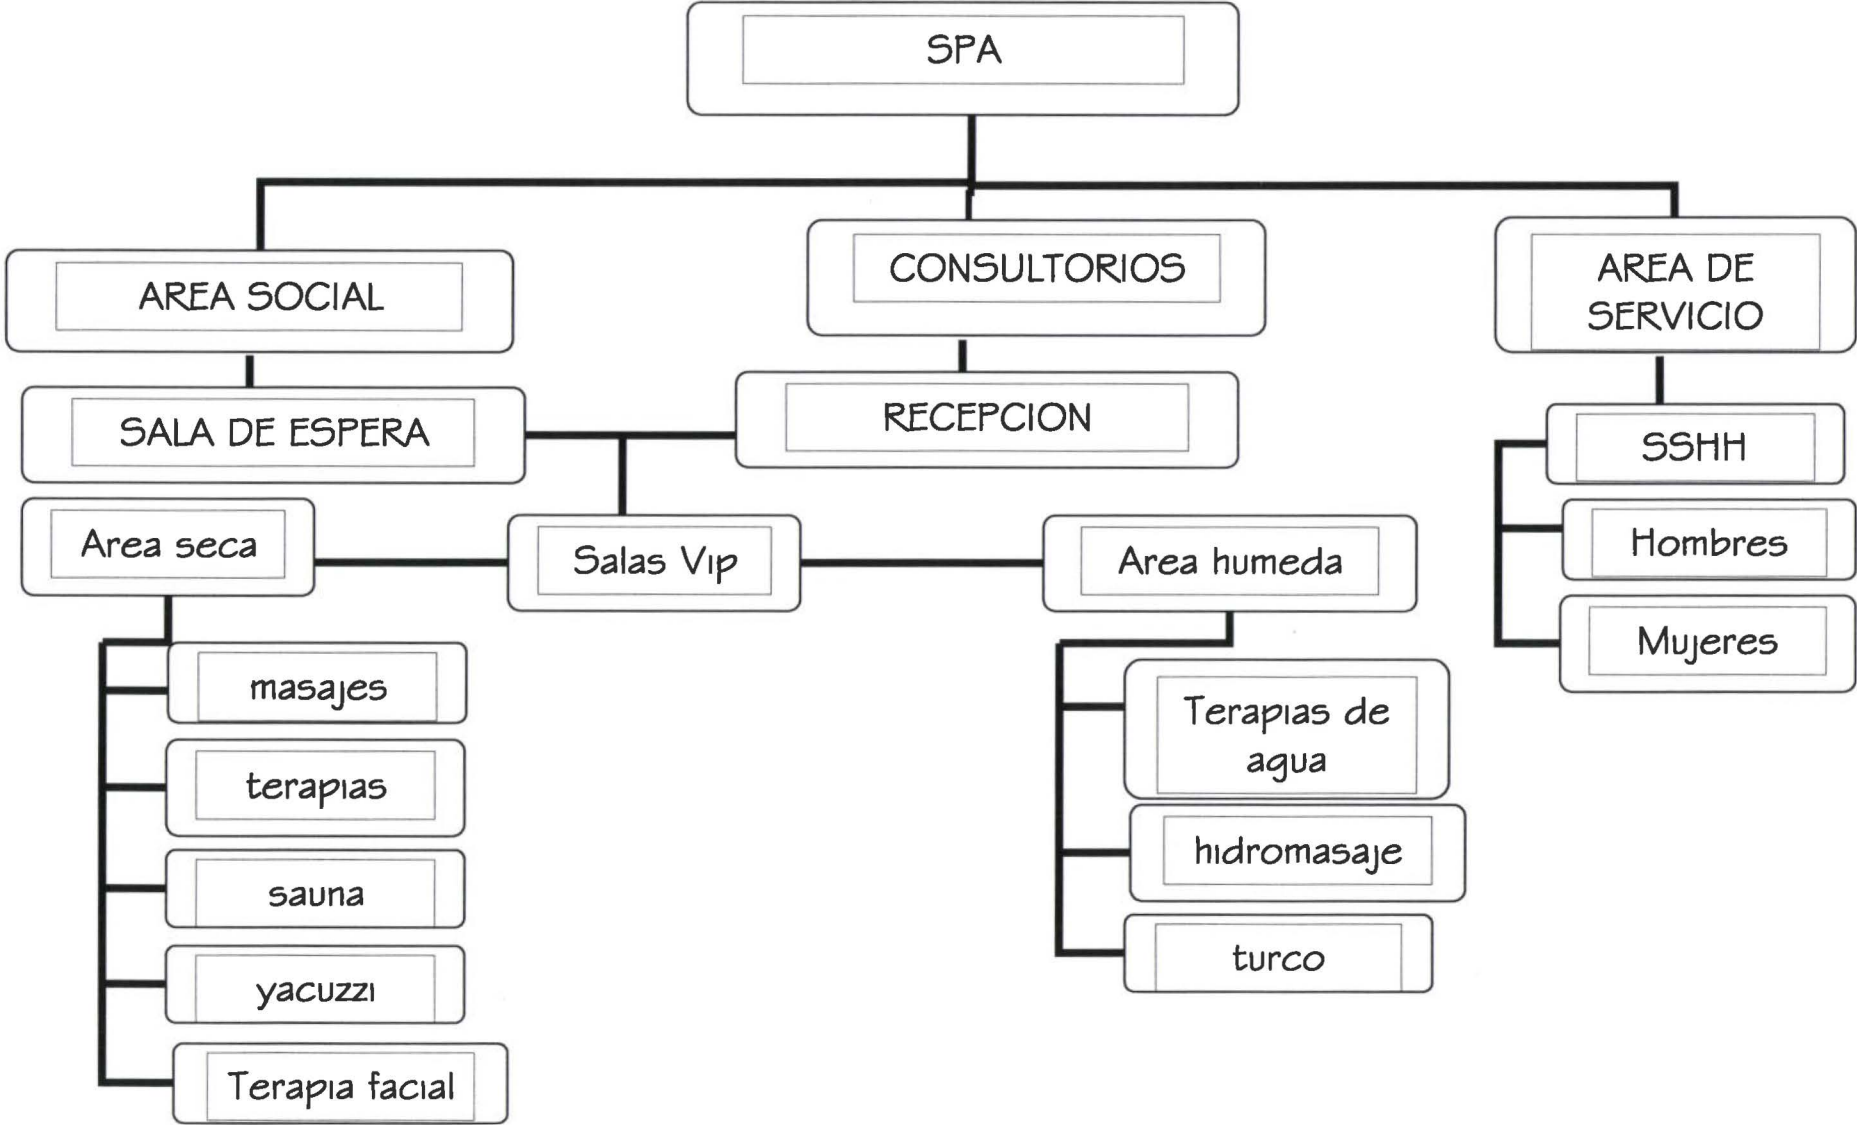 SPA
AREA SOCIAL
CONSULTORIOS
AREA DE
SERVICIO
SALA DE ESPERA
RECEPCION
SSHH
Area seca
Salas Vip
Area humeda
Hombres
Mujeres
masajes
terapias
sauna
yacuzzi
Terapia facial
Terapias de
agua
hidromasaje
turco